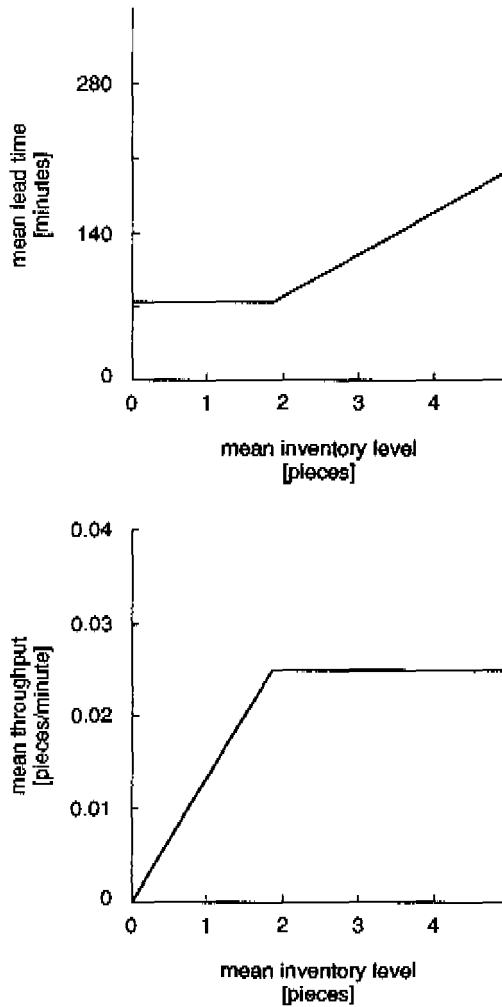 mean lead time
[minutes]
280
140
0
0 1 2 3 4
mean inventory level
[pieces]
mean throughput
[pieces/minute]
0.04
0.03
0.02
0.01
0
0 1 2 3 4
mean inventory level
[pieces]